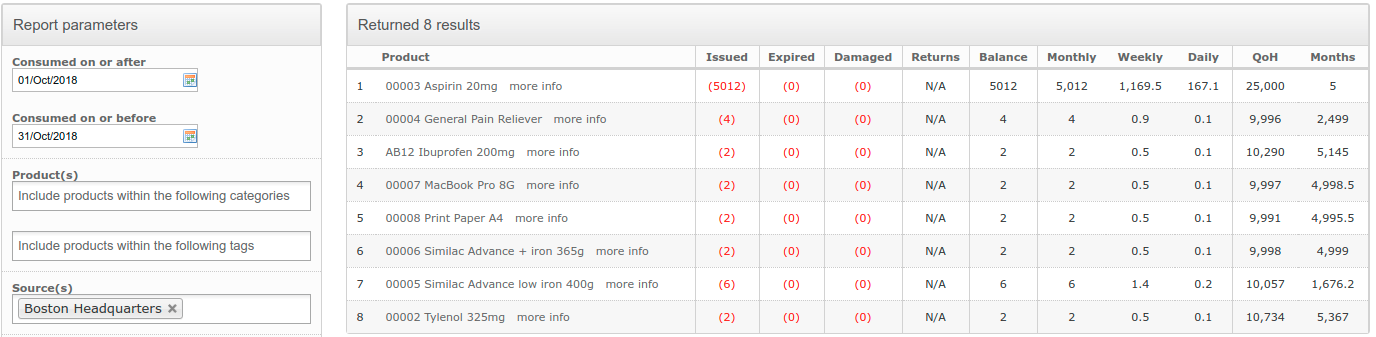 Report parameters
Consumed on or after
01/Oct/2018
Consumed on or before
31/Oct/2018
Product(s)
Include products within the following categories
Include products within the following tags
Source(s)
Boston Headquarters ×
Returned 8 results
Product Issued Expired Damaged Returns Balance Monthly Weekly Daily QoH Months
1 00003 Aspirin 20mg more info (5012) (0) (0) N/A 5012 5,012 1,169.5 167.1 25,000 5
2 00004 General Pain Reliever more info (4) (0) (0) N/A 4 4 0.9 0.1 9,996 2,499
3 AB12 Ibuprofen 200mg more info (2) (0) (0) N/A 2 2 0.5 0.1 10,290 5,145
4 00007 MacBook Pro 8G more info (2) (0) (0) N/A 2 2 0.5 0.1 9,997 4,998.5
5 00008 Print Paper A4 more info (2) (0) (0) N/A 2 2 0.5 0.1 9,991 4,995.5
6 00006 Similac Advance + iron 365g more info (2) (0) (0) N/A 2 2 0.5 0.1 9,998 4,999
7 00005 Similac Advance low iron 400g more info (6) (0) (0) N/A 6 6 1.4 0.2 10,057 1,676.2
8 00002 Tylenol 325mg more info (2) (0) (0) N/A 2 2 0.5 0.1 10,734 5,367